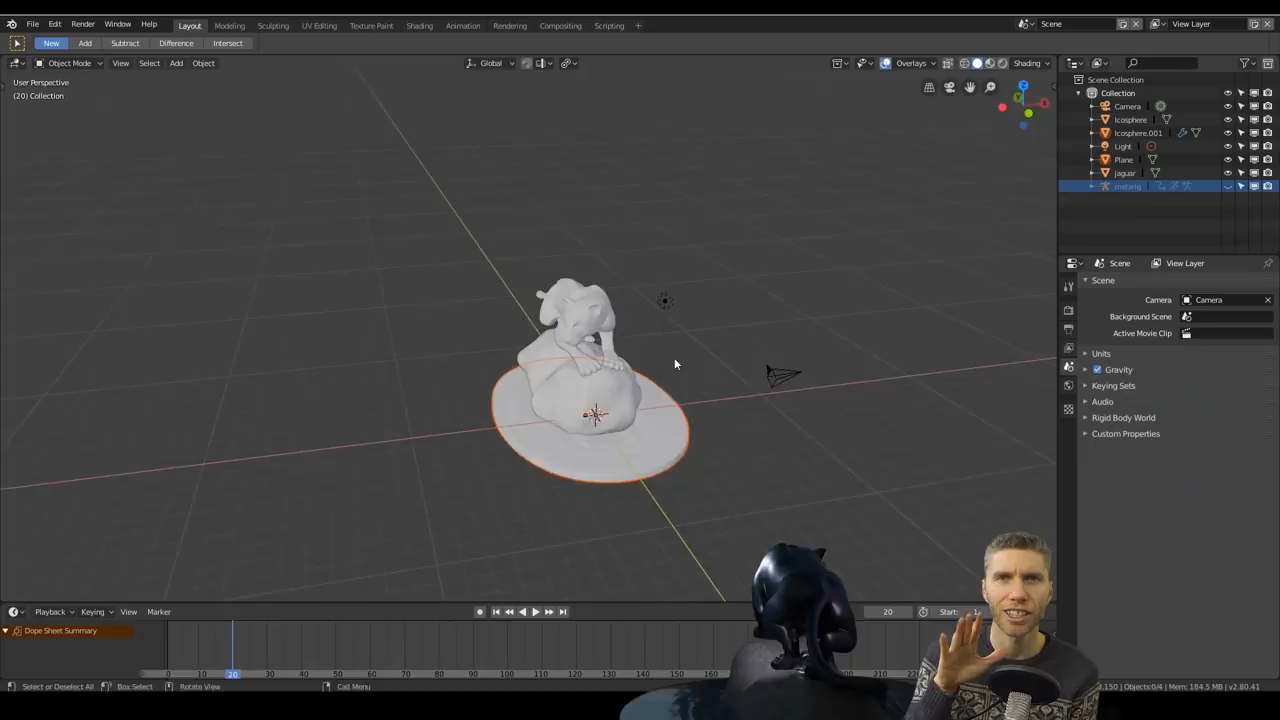 File Edit Render Window Help Layout Modeling Sculpting UV Editing Texture Paint Shading Animation Rendering Compositing Scripting + Scene View Layer
New Add Subtract Difference Intersect
Object Mode View Select Add Object Global Overlays Shading
User Perspective
(20) Collection
Scene Collection
Collection
Camera
Icosphere
Icosphere.001
Light
Plane
jaguar
metarig
Scene View Layer
Scene
Camera Camera
Background Scene
Active Movie Clip
Units
Gravity
Keying Sets
Audio
Rigid Body World
Custom Properties
Playback Keying View Marker 20 Start: 1
Dope Sheet Summary
0 10 20 30 40 50 60 70 80 90 100 110 120 130 140 150 160 170 210
Select or Deselect All Box Select Rotate View Call Menu ,150 | Objects:0/4 | Mem: 184.5 MB | v2.80.41